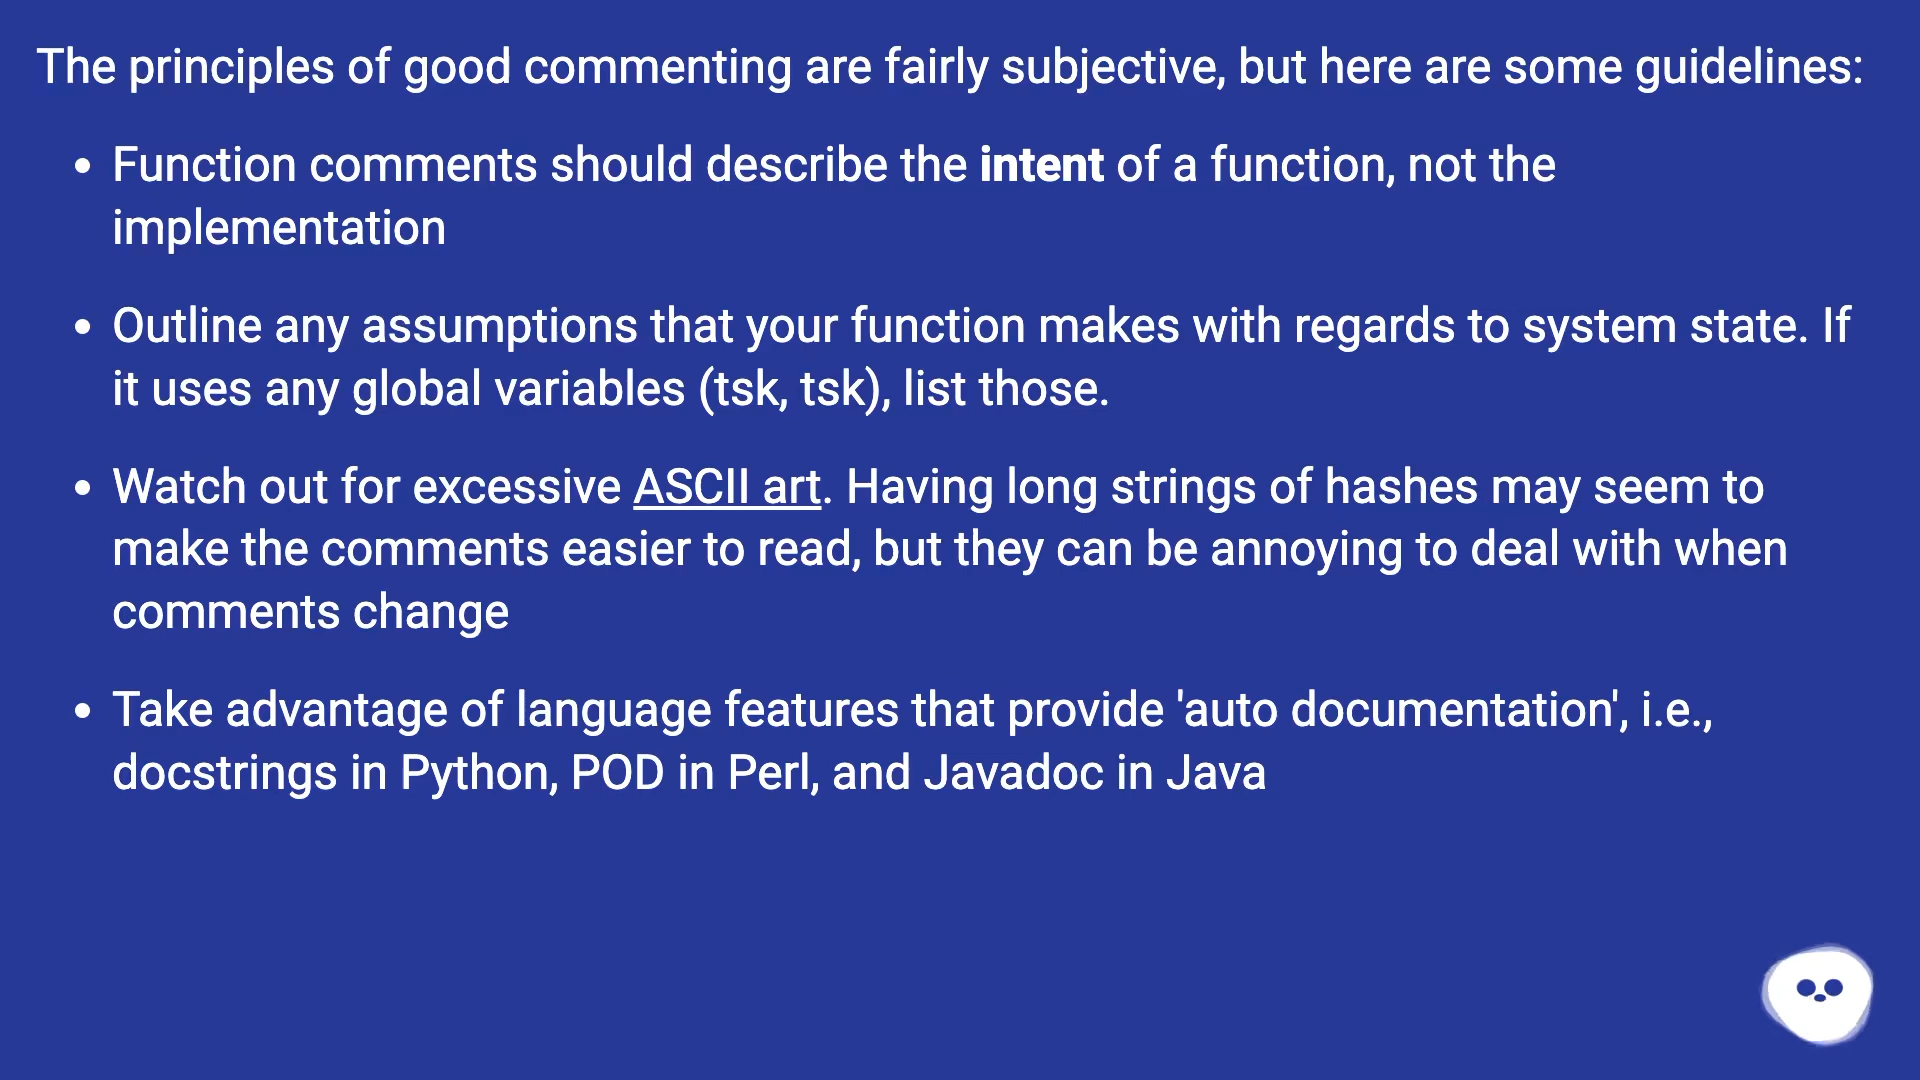 The principles of good commenting are fairly subjective, but here are some guidelines:
• Function comments should describe the intent of a function, not the
implementation
• Outline any assumptions that your function makes with regards to system state. If
it uses any global variables (tsk, tsk), list those.
• Watch out for excessive ASCII art. Having long strings of hashes may seem to
make the comments easier to read, but they can be annoying to deal with when
comments change
• Take advantage of language features that provide 'auto documentation', i.e.,
docstrings in Python, POD in Perl, and Javadoc in Java